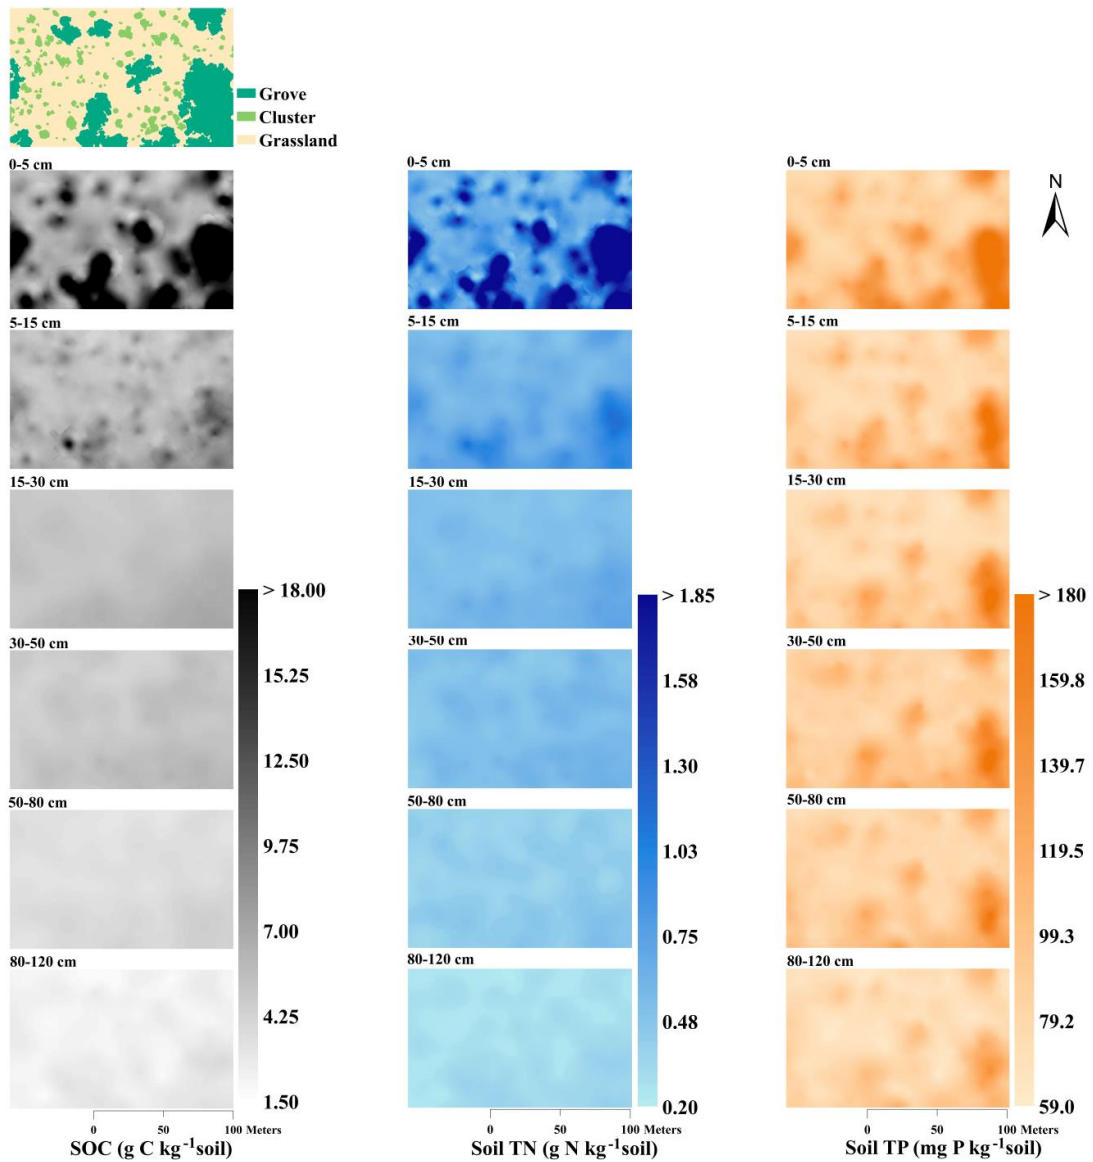 Grove
Cluster
Grassland
0-5 cm
0-5 cm
0-5 cm
N
5-15 cm
5-15 cm
5-15 cm
15-30 cm
15-30 cm
15-30 cm
> 18.00
> 1.85
> 180
30-50 cm
30-50 cm
30-50 cm
15.25
1.58
159.8
12.50
1.30
139.7
50-80 cm
50-80 cm
50-80 cm
9.75
1.03
119.5
7.00
0.75
99.3
80-120 cm
80-120 cm
80-120 cm
4.25
0.48
79.2
1.50
0.20
59.0
0 50 100 Meters
0 50 100 Meters
0 50 100 Meters
SOC (g C kg⁻¹soil)
Soil TN (g N kg⁻¹soil)
Soil TP (mg P kg⁻¹soil)